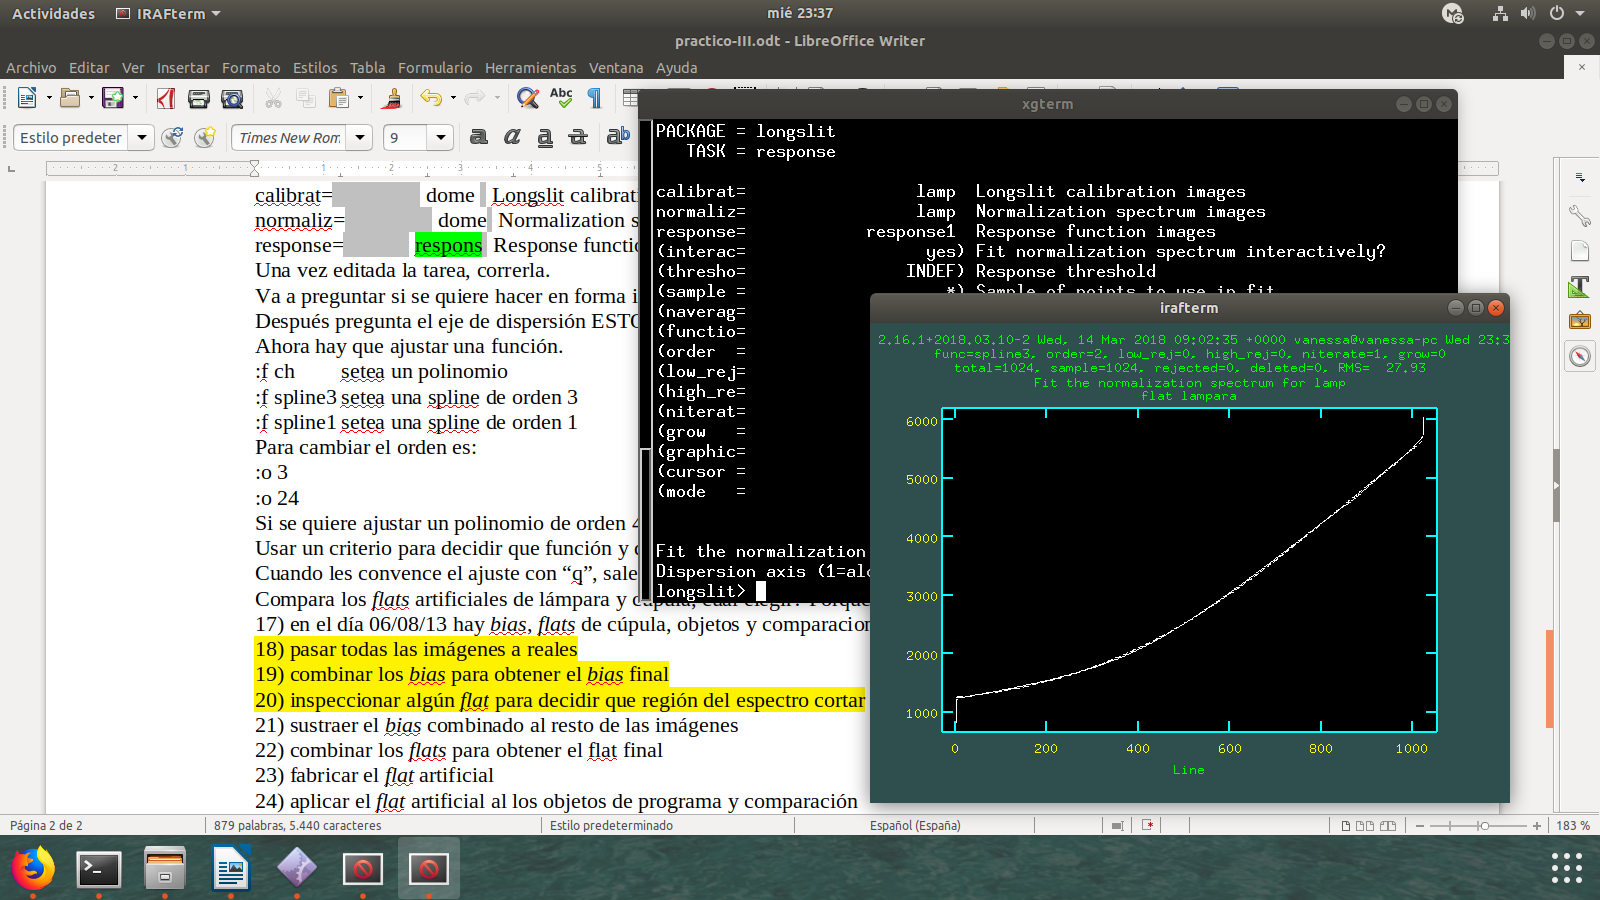 Actividades
IRAFterm
mié 23:37
practico-III.odt - LibreOffice Writer
Archivo Editar Ver Insertar Formato Estilos Tabla Formulario Herramientas Ventana Ayuda
Estilo predeter
Times New Rom
9
calibrat= dome Longslit calibrati
normaliz= dome Normalization s
response= respons Response functio
Una vez editada la tarea, correrla.
Va a preguntar si se quiere hacer en forma i
Después pregunta el eje de dispersión ESTO
Ahora hay que ajustar una función.
:f ch setea un polinomio
:f spline3 setea una spline de orden 3
:f spline1 setea una spline de orden 1
Para cambiar el orden es:
:o 3
:o 24
Si se quiere ajustar un polinomio de orden 4
Usar un criterio para decidir que función y
Cuando les convence el ajuste con “q”, sale
Compara los flats artificiales de lámpara y cúpula, cual elegir? Porque
17) en el día 06/08/13 hay bias, flats de cúpula, objetos y comparacion
18) pasar todas las imágenes a reales
19) combinar los bias para obtener el bias final
20) inspeccionar algún flat para decidir que región del espectro cortar
21) sustraer el bias combinado al resto de las imágenes
22) combinar los flats para obtener el flat final
23) fabricar el flat artificial
24) aplicar el flat artificial al los objetos de programa y comparación
xgterm
PACKAGE = longslit
TASK = response
calibrat= lamp Longslit calibration images
normaliz= lamp Normalization spectrum images
response= response1 Response function images
(interac= yes) Fit normalization spectrum interactively?
(thresho= INDEF) Response threshold
(sample = *) Sample of points to use in fit
(naverag=
(functio=
(order =
(low_rej=
(high_re=
(niterat=
(grow =
(graphic=
(cursor =
(mode =
Fit the normalization
Dispersion axis (1=alo
longslit>
irafterm
2.16.1+2018.03.10-2 Wed, 14 Mar 2018 09:02:35 +0000 vanessa@vanessa-pc Wed 23:3
func=spline3, order=2, low_rej=0, high_rej=0, niterate=1, grow=0
total=1024, sample=1024, rejected=0, deleted=0, RMS= 27.93
Fit the normalization spectrum for lamp
flat lampara
6000
5000
4000
3000
2000
1000
0 200 400 600 800 1000
Line
Página 2 de 2
879 palabras, 5.440 caracteres
Estilo predeterminado
Español (España)
183 %